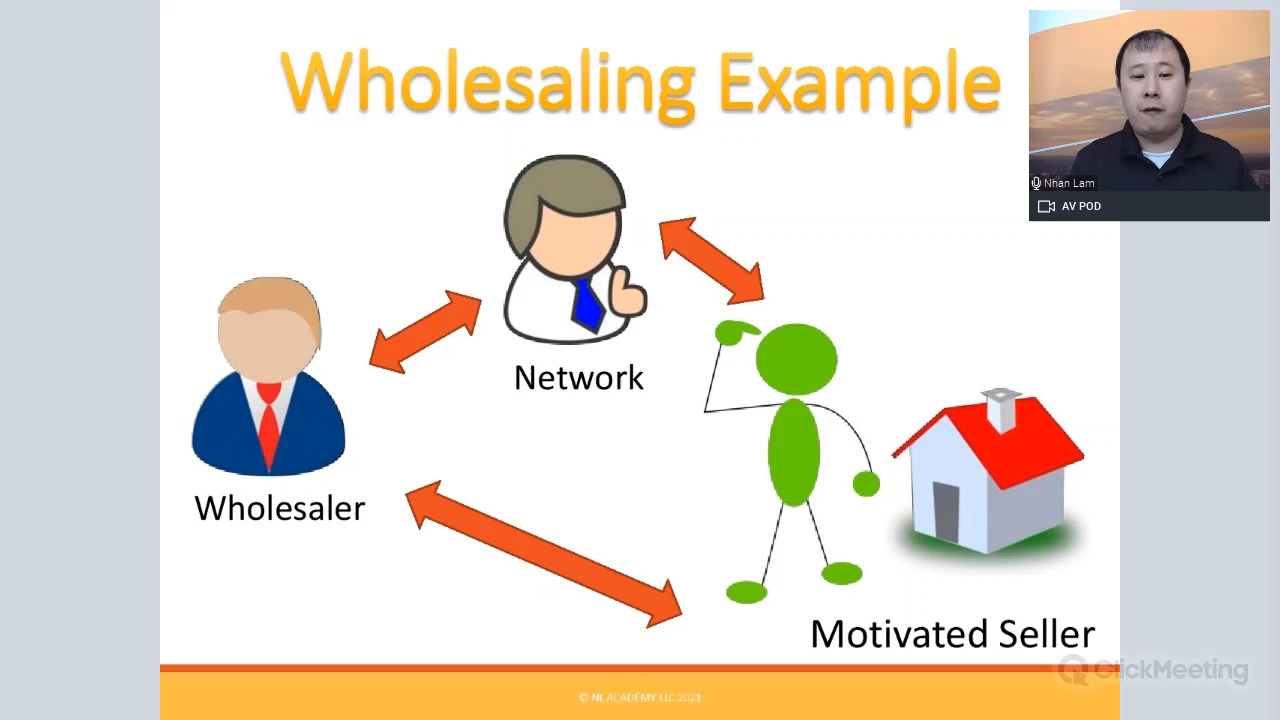 Wholesaling Example
Nhan Lam
AV POD
Network
Wholesaler
Motivated Seller
ClickMeeting
© NL ACADEMY LLC 2021